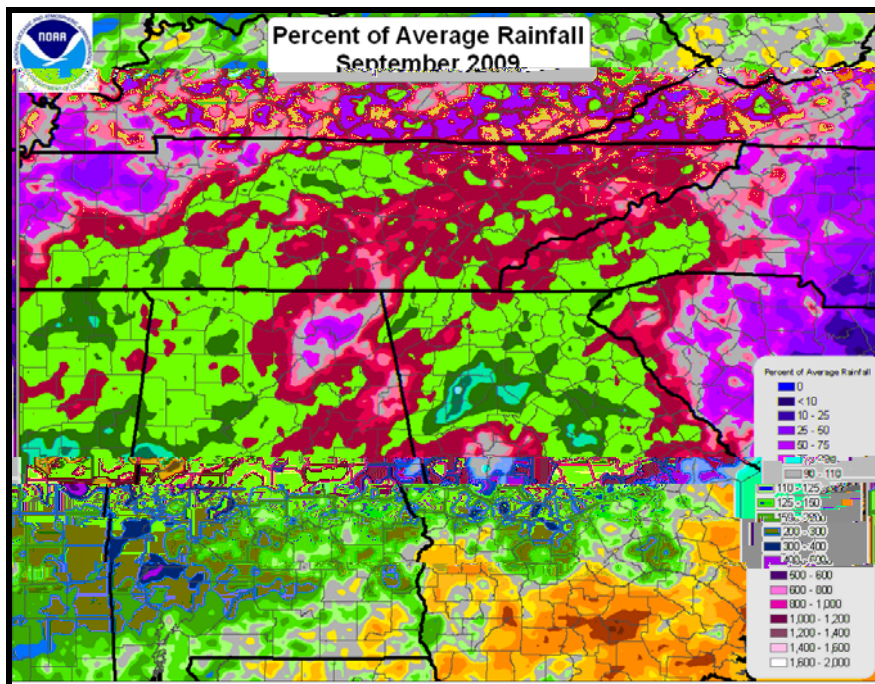 NOAA
Percent of Average Rainfall
September 2009
Percent of Average Rainfall
0
<10
10 - 25
25 - 50
50 - 75
90 - 110
110 - 125
125 - 150
200 - 300
300 - 400
500 - 600
600 - 800
800 - 1,000
1,000 - 1,200
1,200 - 1,400
1,400 - 1,600
1,600 - 2,000